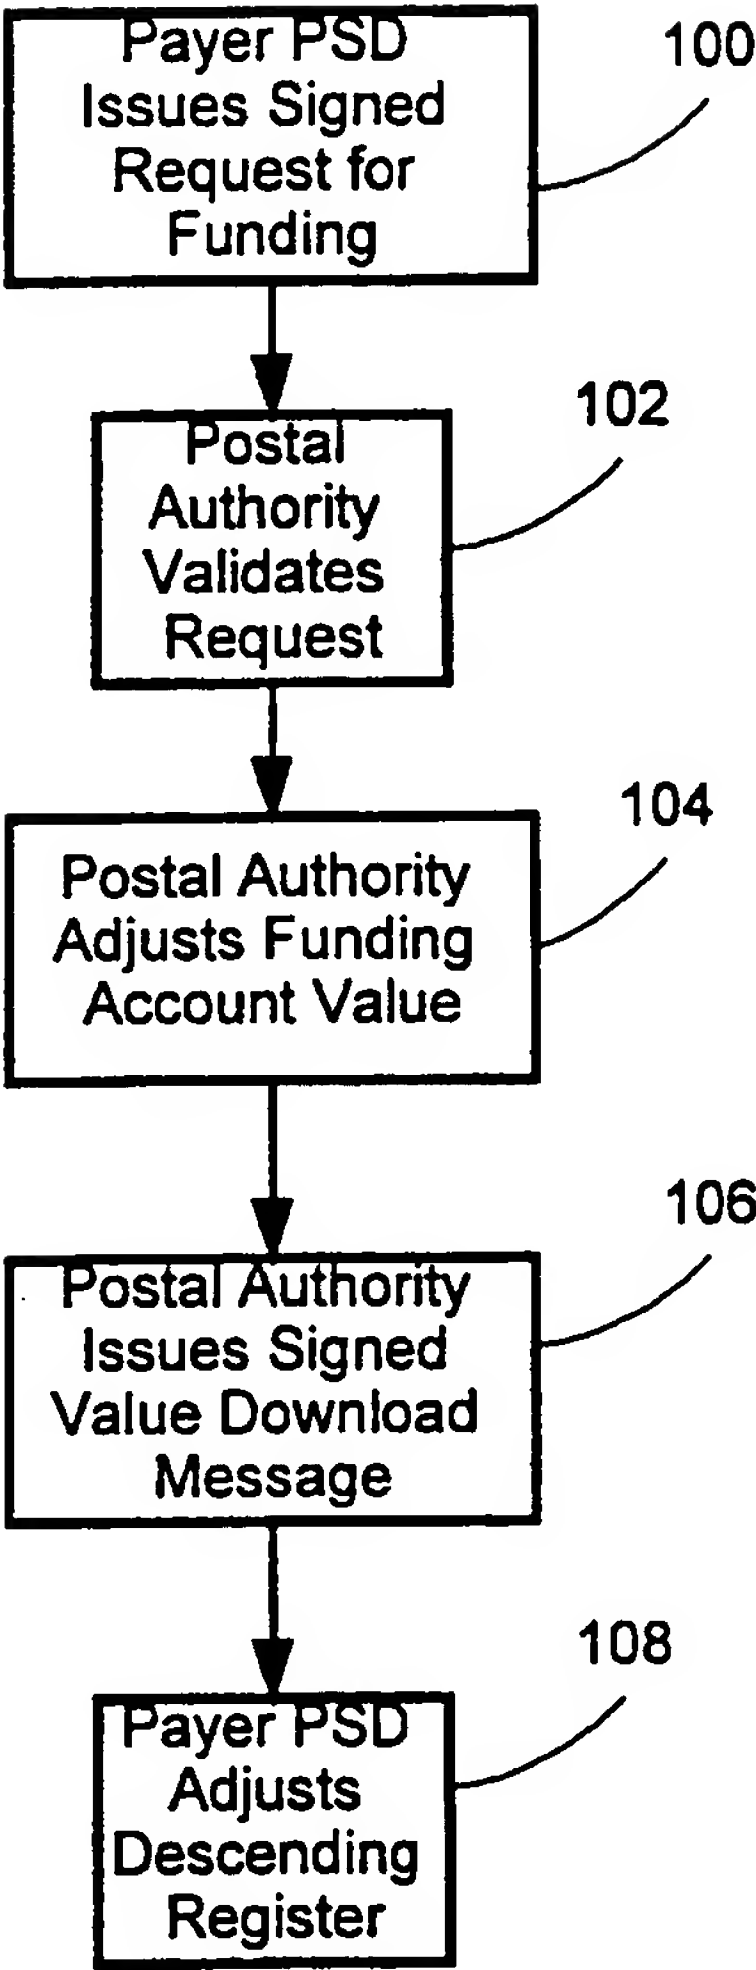 Payer PSD
Issues Signed
Request for
Funding
100
Postal
Authority
Validates
Request
102
Postal Authority
Adjusts Funding
Account Value
104
Postal Authority
Issues Signed
Value Download
Message
106
Payer PSD
Adjusts
Descending
Register
108